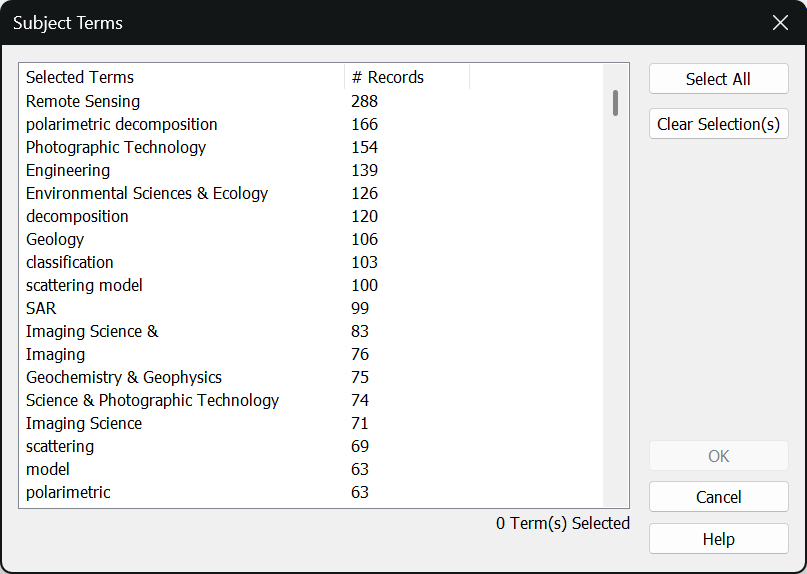 Subject Terms
Selected Terms # Records
Remote Sensing 288
polarimetric decomposition 166
Photographic Technology 154
Engineering 139
Environmental Sciences & Ecology 126
decomposition 120
Geology 106
classification 103
scattering model 100
SAR 99
Imaging Science & 83
Imaging 76
Geochemistry & Geophysics 75
Science & Photographic Technology 74
Imaging Science 71
scattering 69
model 63
polarimetric 63
0 Term(s) Selected
Select All
Clear Selection(s)
OK
Cancel
Help